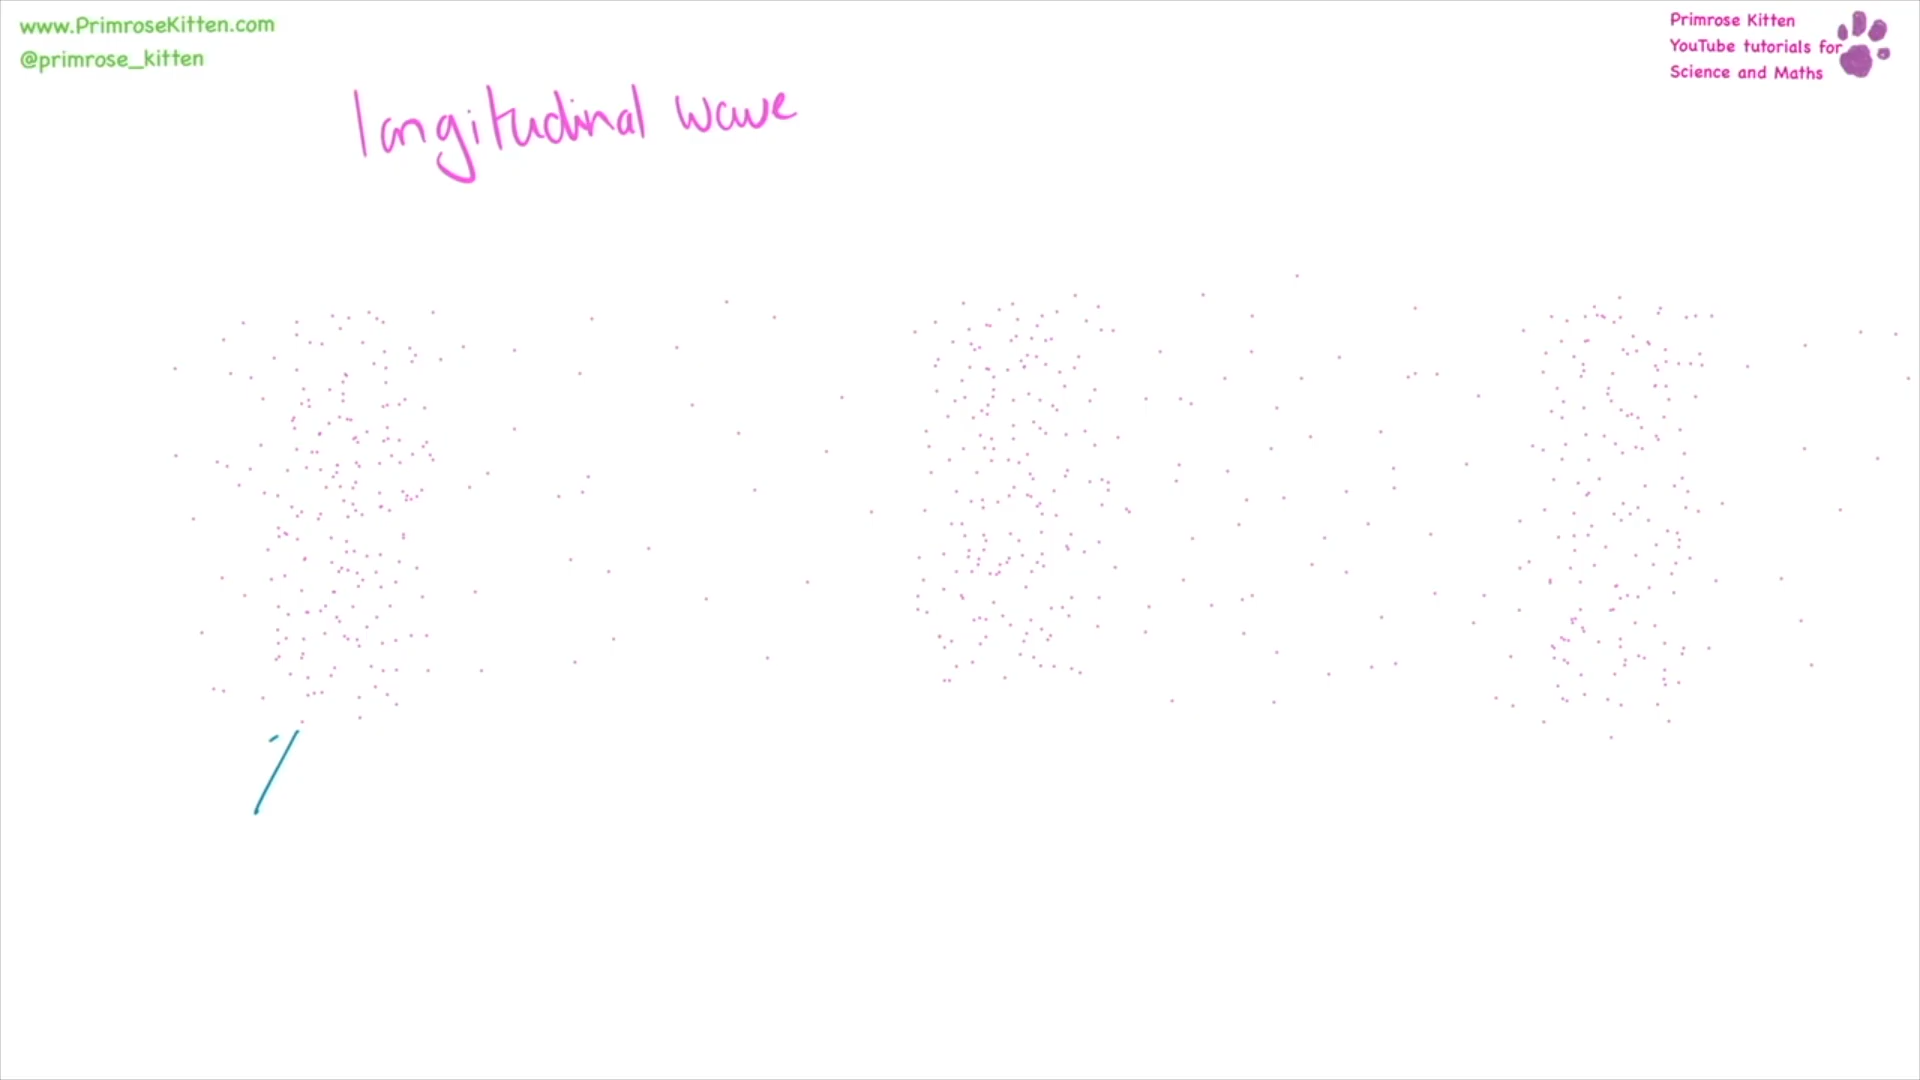 www.PrimroseKitten.com
@primrose_kitten
Primrose Kitten
YouTube tutorials for
Science and Maths
longitudinal wave